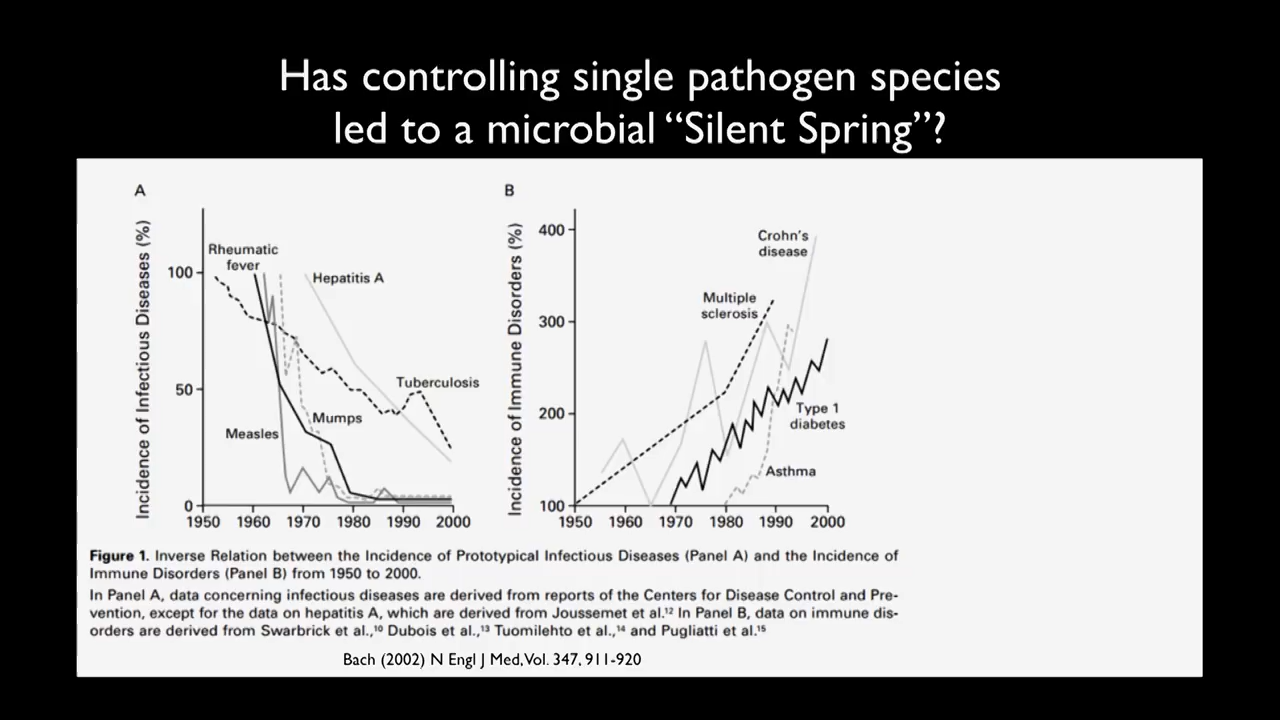 Has controlling single pathogen species
led to a microbial “Silent Spring”?
A
Incidence of Infectious Diseases (%)
100
50
0
1950 1960 1970 1980 1990 2000
Rheumatic
fever
Hepatitis A
Tuberculosis
Mumps
Measles
B
Incidence of Immune Disorders (%)
400
300
200
100
1950 1960 1970 1980 1990 2000
Crohn's
disease
Multiple
sclerosis
Type 1
diabetes
Asthma
Figure 1. Inverse Relation between the Incidence of Prototypical Infectious Diseases (Panel A) and the Incidence of
Immune Disorders (Panel B) from 1950 to 2000.
In Panel A, data concerning infectious diseases are derived from reports of the Centers for Disease Control and Pre-
vention, except for the data on hepatitis A, which are derived from Joussemet et al.¹² In Panel B, data on immune dis-
orders are derived from Swarbrick et al.,¹⁰ Dubois et al.,¹³ Tuomilehto et al.,¹⁴ and Pugliatti et al.¹⁵
Bach (2002) N Engl J Med, Vol. 347, 911-920